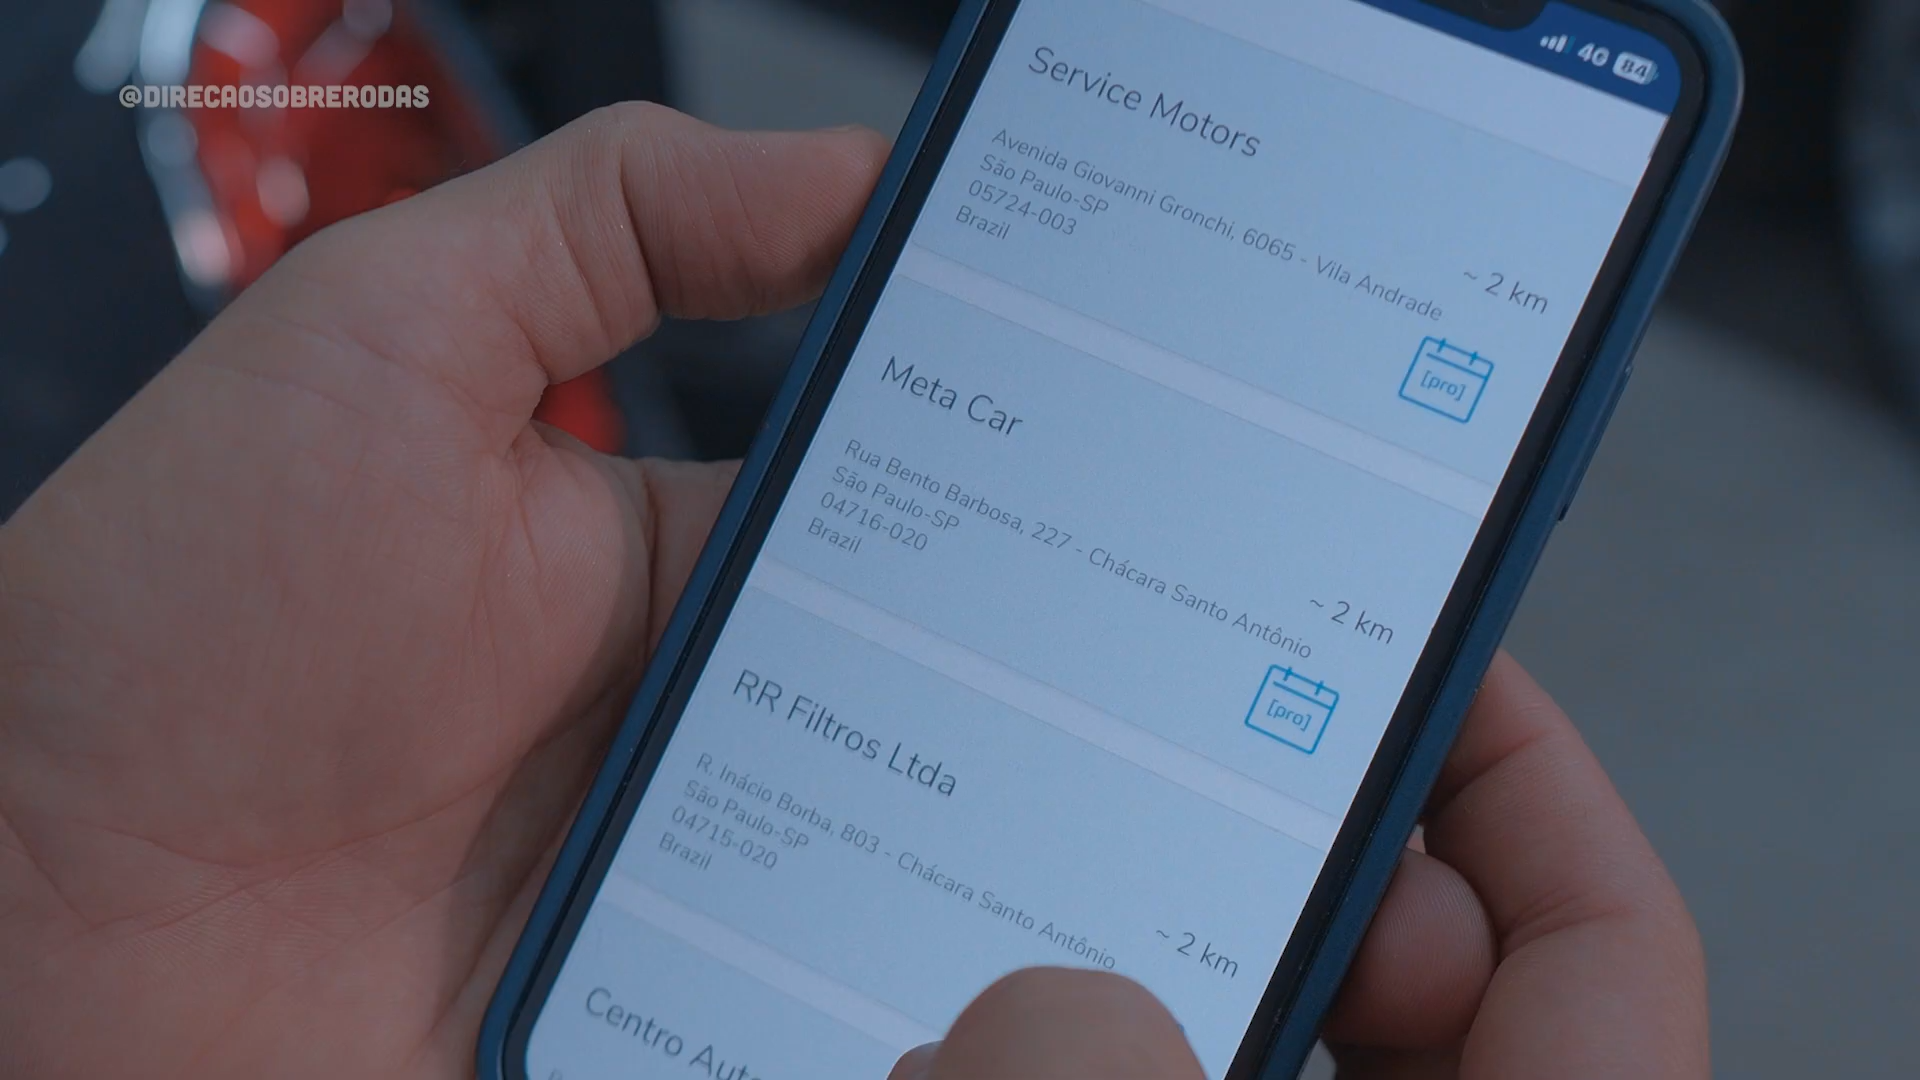 @DIRECAOSOBRERODAS
4G 84
Service Motors
Avenida Giovanni Gronchi, 6065 - Vila Andrade
São Paulo-SP
05724-003
Brazil
~ 2 km
[pro]
Meta Car
Rua Bento Barbosa, 227 - Chácara Santo Antônio
São Paulo-SP
04716-020
Brazil
~ 2 km
[pro]
RR Filtros Ltda
R. Inácio Borba, 803 - Chácara Santo Antônio
São Paulo-SP
04715-020
Brazil
~ 2 km
Centro